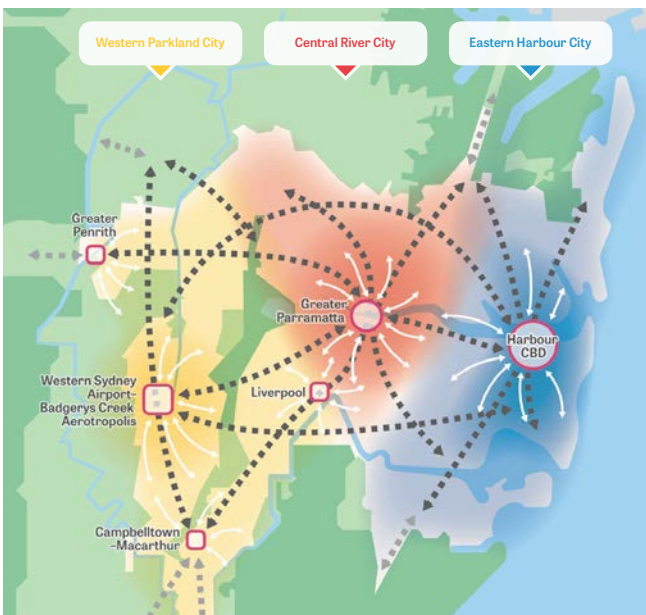 Western Parkland City
Central River City
Eastern Harbour City
Greater
Penrith
Greater
Parramatta
Harbour
CBD
Western Sydney
Airport–
Badgerys Creek
Aerotropolis
Liverpool
Campbelltown
–Macarthur